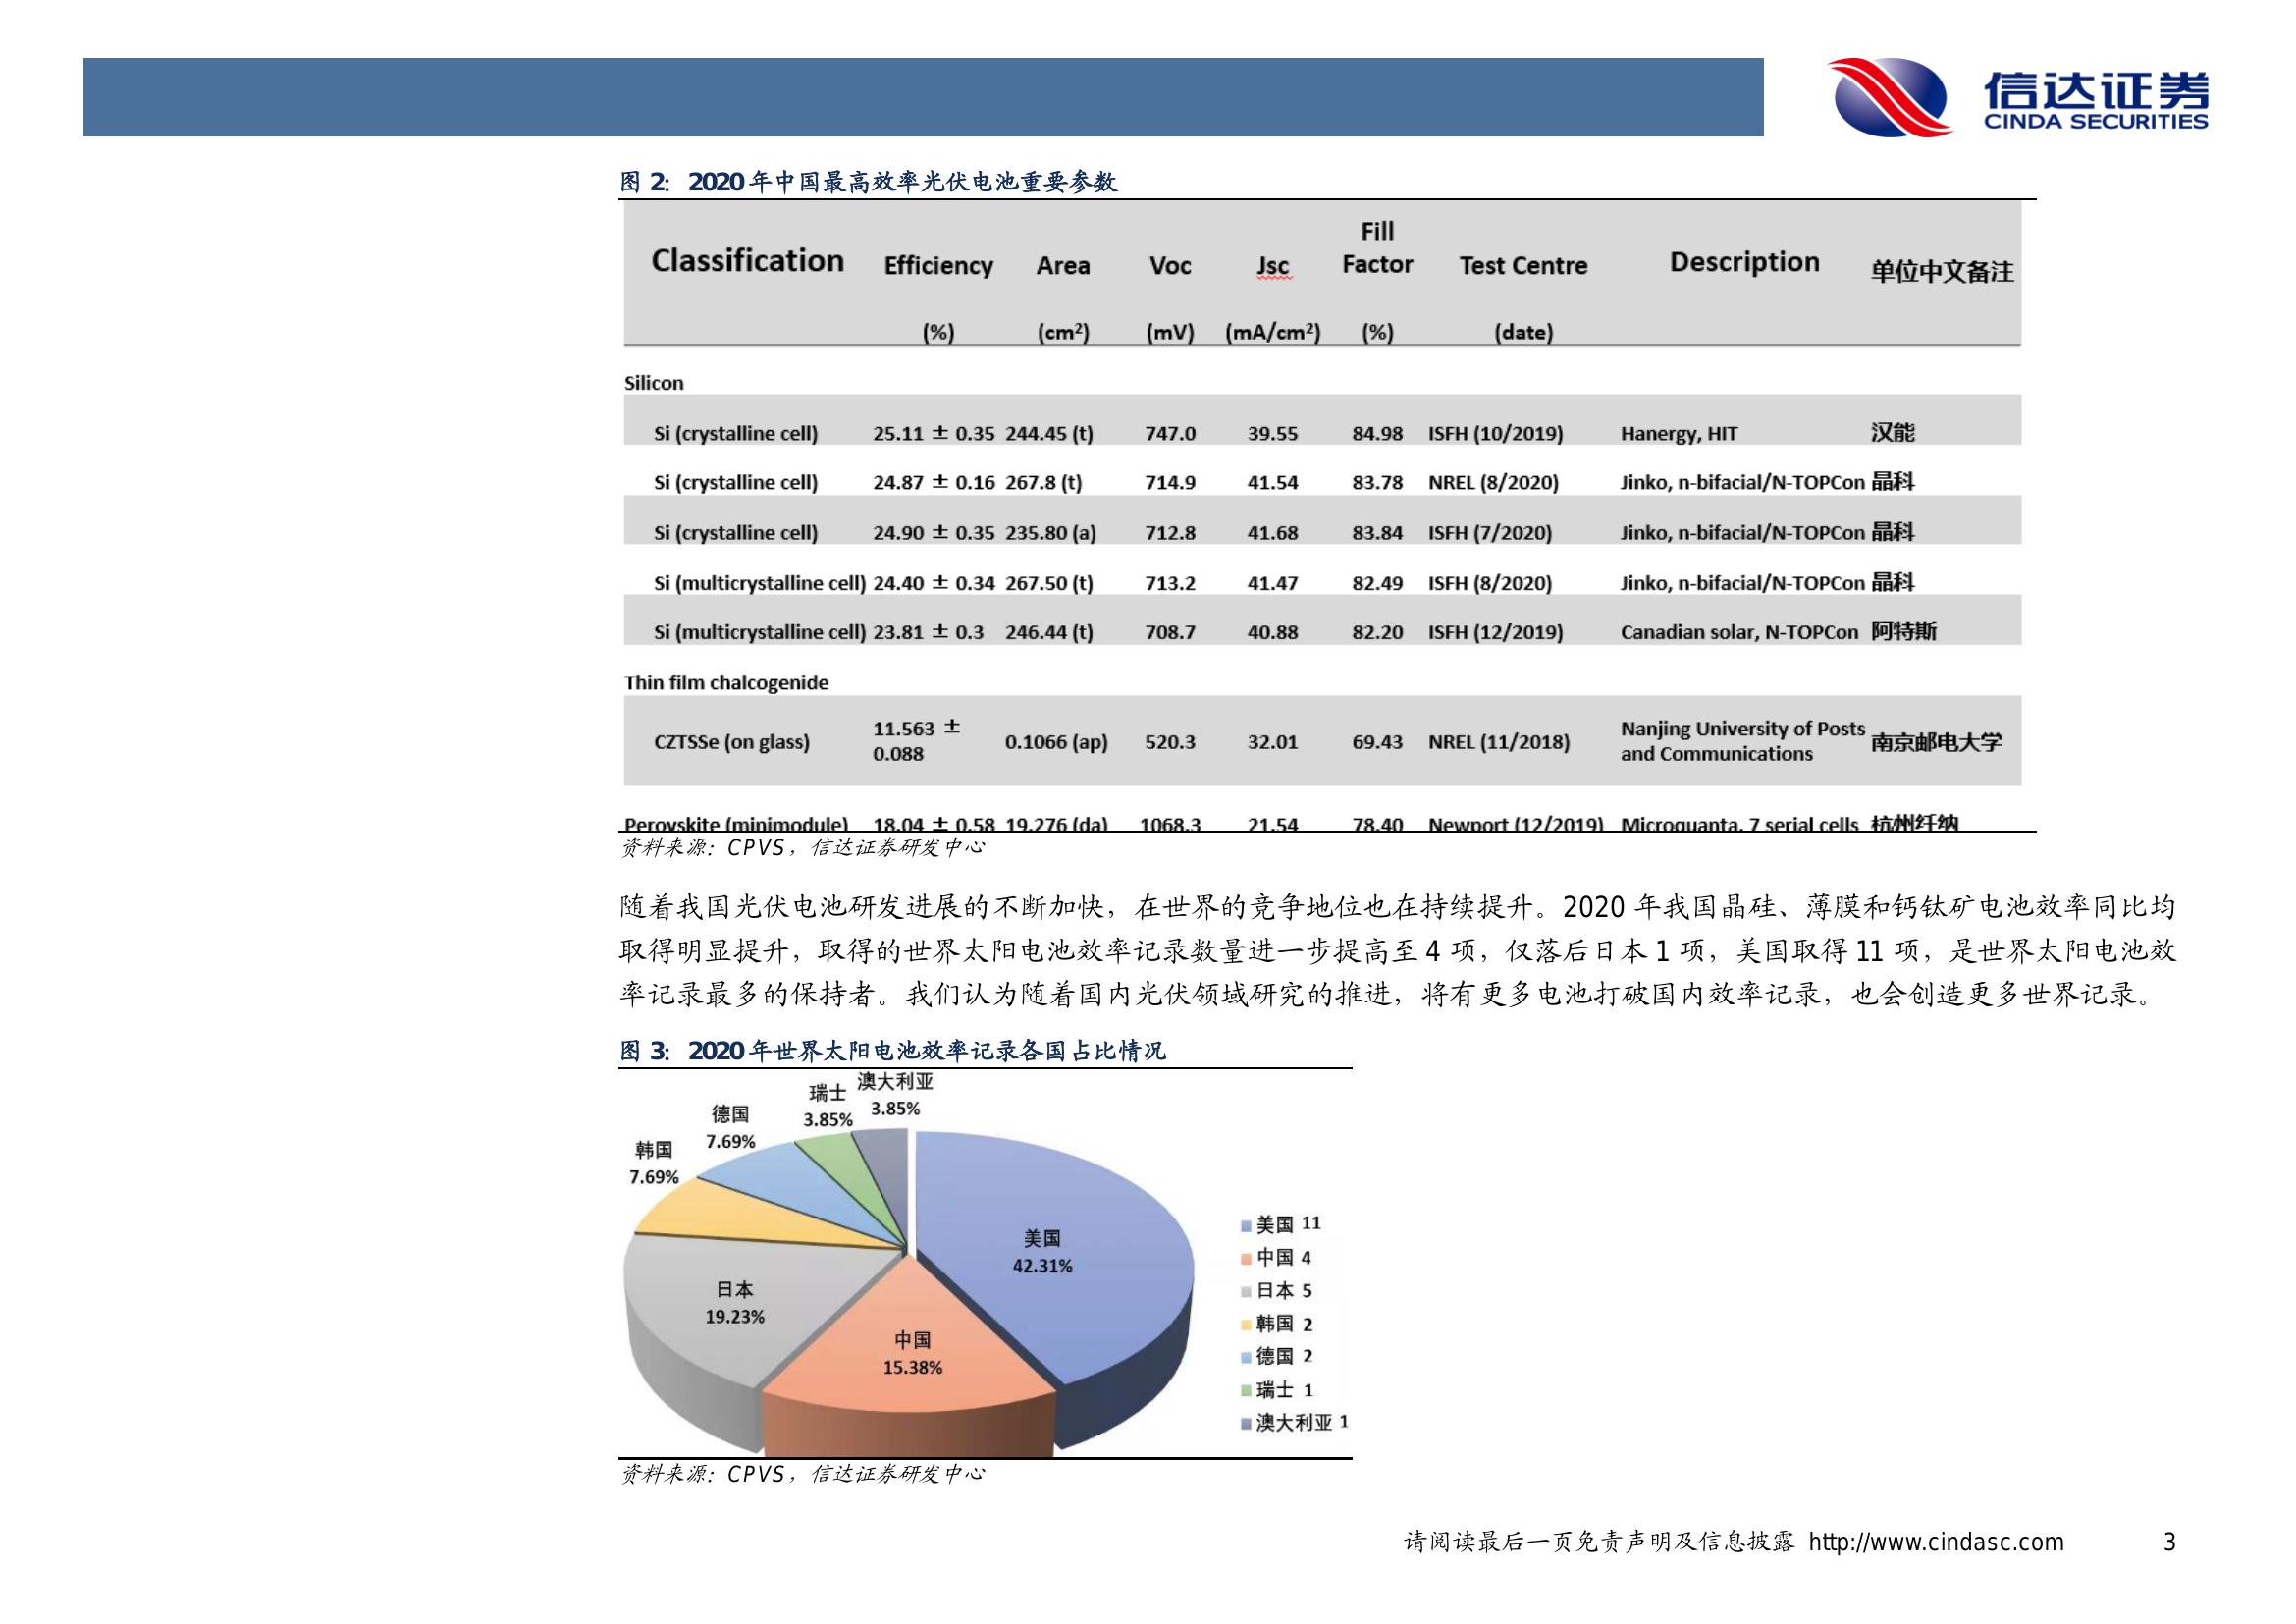 信达证券
CINDA SECURITIES
图 2: 2020 年中国最高效率光伏电池重要参数
Classification Efficiency Area Voc Jsc Fill Factor Test Centre Description 单位中文备注
(%) (cm²) (mV) (mA/cm²) (%) (date)
Silicon
Si (crystalline cell) 25.11 ± 0.35 244.45 (t) 747.0 39.55 84.98 ISFH (10/2019) Hanergy, HIT 汉能
Si (crystalline cell) 24.87 ± 0.16 267.8 (t) 714.9 41.54 83.78 NREL (8/2020) Jinko, n-bifacial/N-TOPCon 晶科
Si (crystalline cell) 24.90 ± 0.35 235.80 (a) 712.8 41.68 83.84 ISFH (7/2020) Jinko, n-bifacial/N-TOPCon 晶科
Si (multicrystalline cell) 24.40 ± 0.34 267.50 (t) 713.2 41.47 82.49 ISFH (8/2020) Jinko, n-bifacial/N-TOPCon 晶科
Si (multicrystalline cell) 23.81 ± 0.3 246.44 (t) 708.7 40.88 82.20 ISFH (12/2019) Canadian solar, N-TOPCon 阿特斯
Thin film chalcogenide
CZTSSe (on glass) 11.563 ± 0.088 0.1066 (ap) 520.3 32.01 69.43 NREL (11/2018) Nanjing University of Posts and Communications 南京邮电大学
Perovskite (minimodule) 18.04 ± 0.58 19.276 (da) 1068.3 21.54 78.40 Newport (12/2019) Microquanta, 7 serial cells 杭州纤纳
资料来源: CPVS, 信达证券研发中心
随着我国光伏电池研发进展的不断加快，在世界的竞争地位也在持续提升。2020 年我国晶硅、薄膜和钙钛矿电池效率同比均
取得明显提升，取得的世界太阳电池效率记录数量进一步提高至 4 项，仅落后日本 1 项，美国取得 11 项，是世界太阳电池效
率记录最多的保持者。我们认为随着国内光伏领域研究的推进，将有更多电池打破国内效率记录，也会创造更多世界记录。
图 3: 2020 年世界太阳电池效率记录各国占比情况
澳大利亚
3.85%
瑞士
3.85%
德国
7.69%
韩国
7.69%
美国
42.31%
日本
19.23%
中国
15.38%
美国 11
中国 4
日本 5
韩国 2
德国 2
瑞士 1
澳大利亚 1
资料来源: CPVS, 信达证券研发中心
请阅读最后一页免责声明及信息披露 http://www.cindasc.com 3